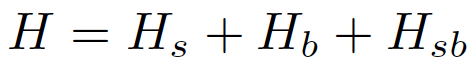 H = H_s + H_b + H_{sb}